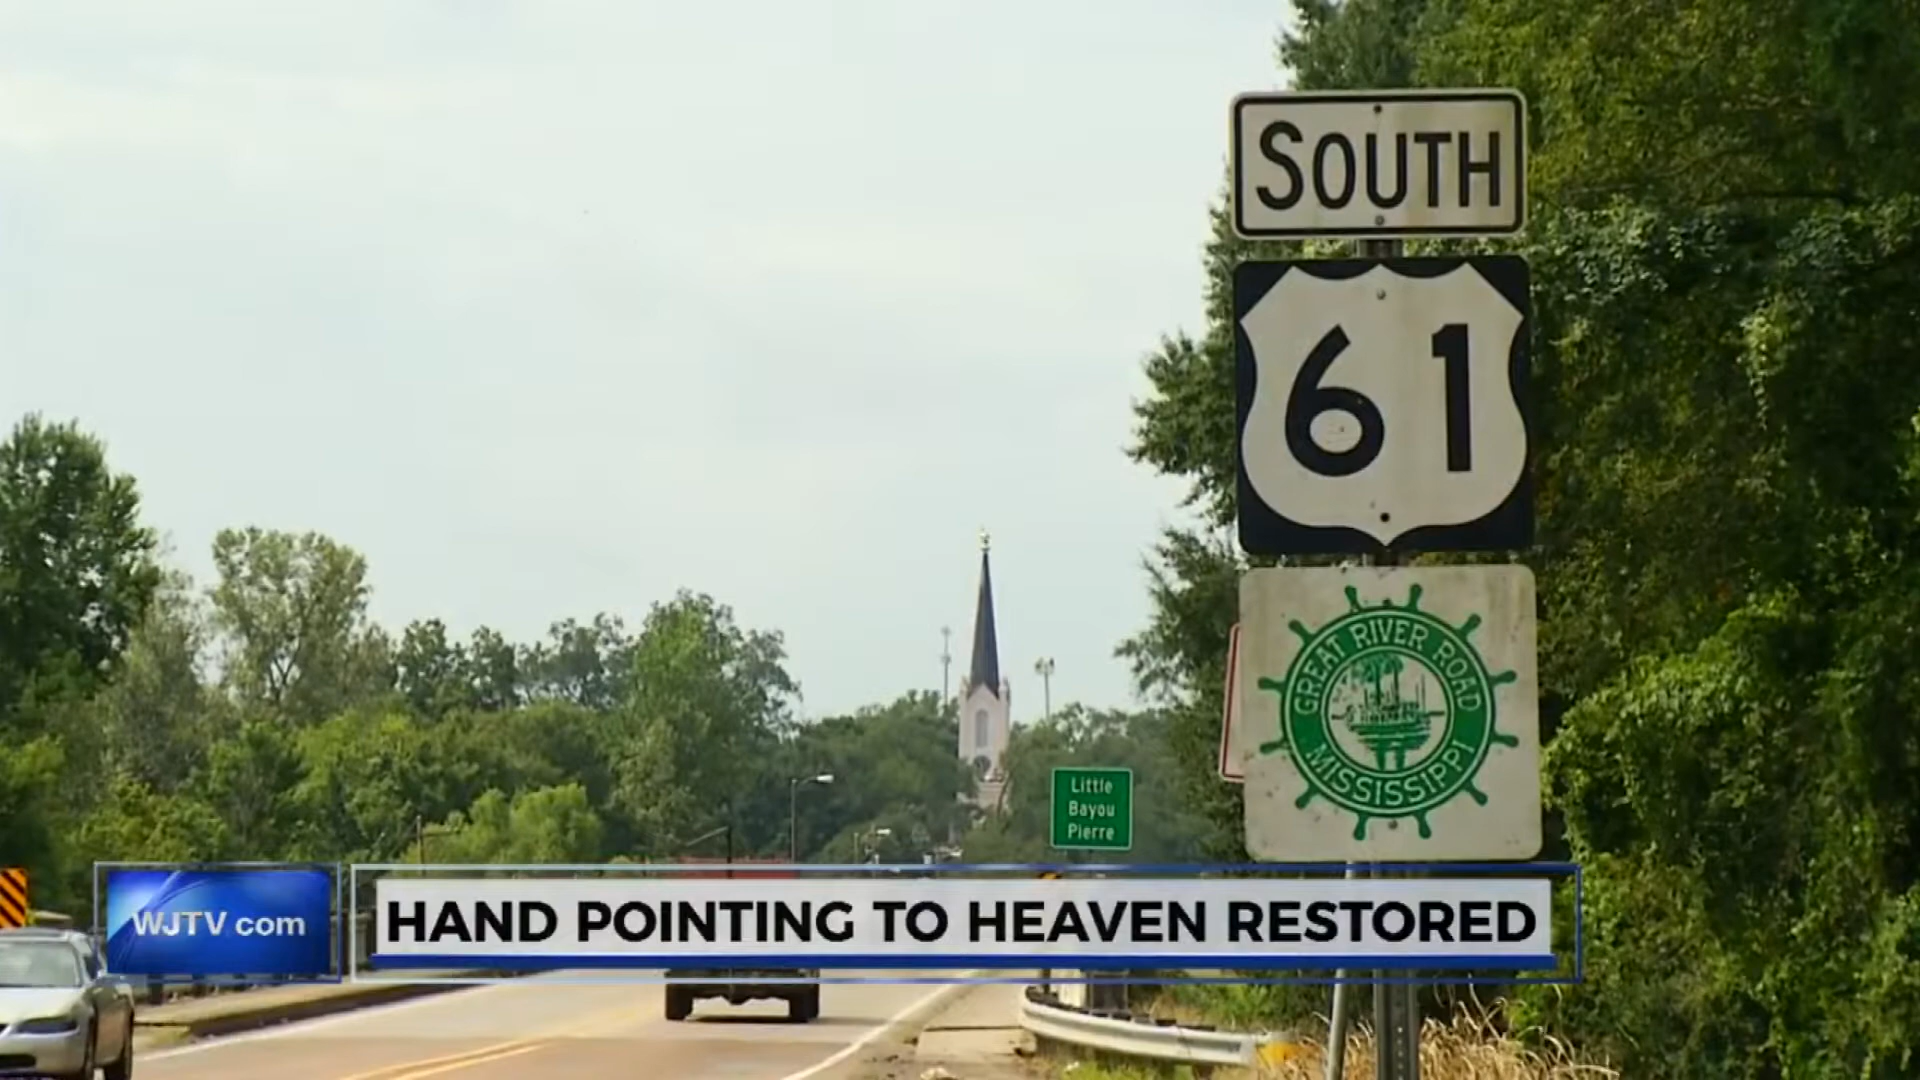 SOUTH
61
GREAT RIVER ROAD
MISSISSIPPI
Little
Bayou
Pierre
WJTV.com
HAND POINTING TO HEAVEN RESTORED